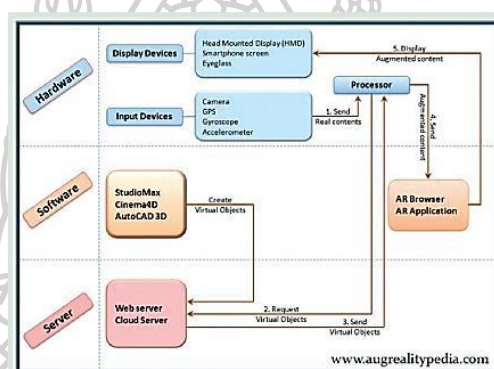 Hardware
Display Devices
Head Mounted Display (HMD)
Smartphone screen
Eyeglass
5. Display
Augmented content
Processor
Input Devices
Camera
GPS
Gyroscope
Accelerometer
1. Send
Real contents
4. Send
Augmented content
Software
StudioMax
Cinema4D
AutoCAD 3D
Create
Virtual Objects
AR Browser
AR Application
Server
Web server
Cloud Server
2. Request
Virtual Objects
3. Send
Virtual Objects
www.augrealitypedia.com